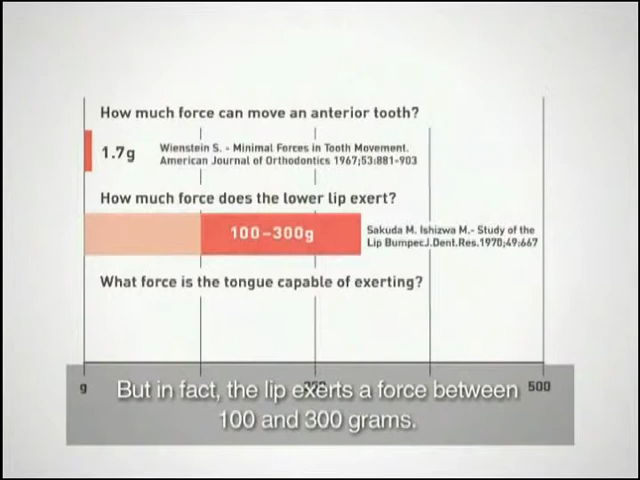 How much force can move an anterior tooth?
1.7g
Wienstein S. - Minimal Forces in Tooth Movement.
American Journal of Orthodontics 1967;53:881-903
How much force does the lower lip exert?
100-300g
Sakuda M. Ishizwa M.- Study of the
Lip Bumper.J.Dent.Res.1970;49:667
What force is the tongue capable of exerting?
g
500
But in fact, the lip exerts a force between
100 and 300 grams.